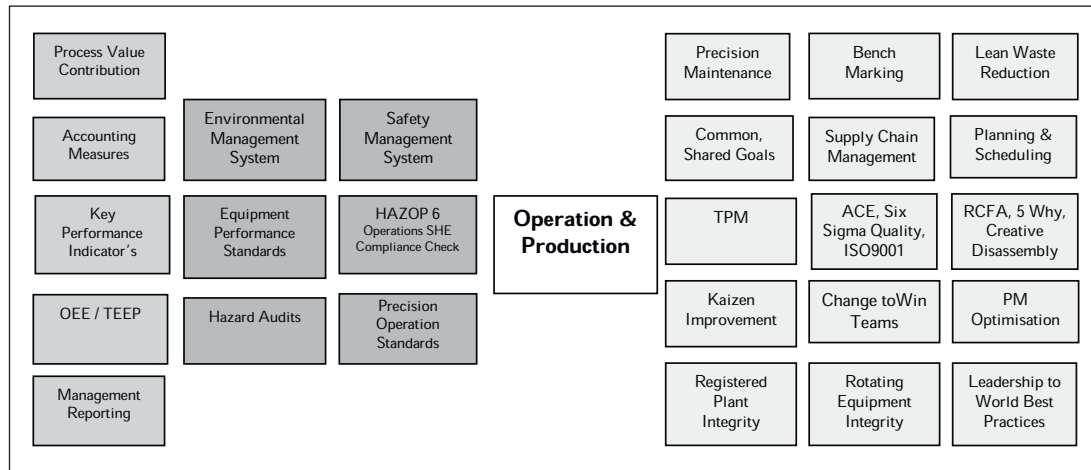 Process Value
Contribution
Accounting
Measures
Key
Performance
Indicator's
OEE / TEEP
Management
Reporting
Environmental
Management
System
Equipment
Performance
Standards
Hazard Audits
Safety
Management
System
HAZOP 6
Operations SHE
Compliance Check
Precision
Operation
Standards
Operation &
Production
Precision
Maintenance
Common,
Shared Goals
TPM
Kaizen
Improvement
Registered
Plant
Integrity
Bench
Marking
Supply Chain
Management
ACE, Six
Sigma Quality,
ISO9001
Change toWin
Teams
Rotating
Equipment
Integrity
Lean Waste
Reduction
Planning &
Scheduling
RCFA, 5 Why,
Creative
Disassembly
PM
Optimisation
Leadership to
World Best
Practices